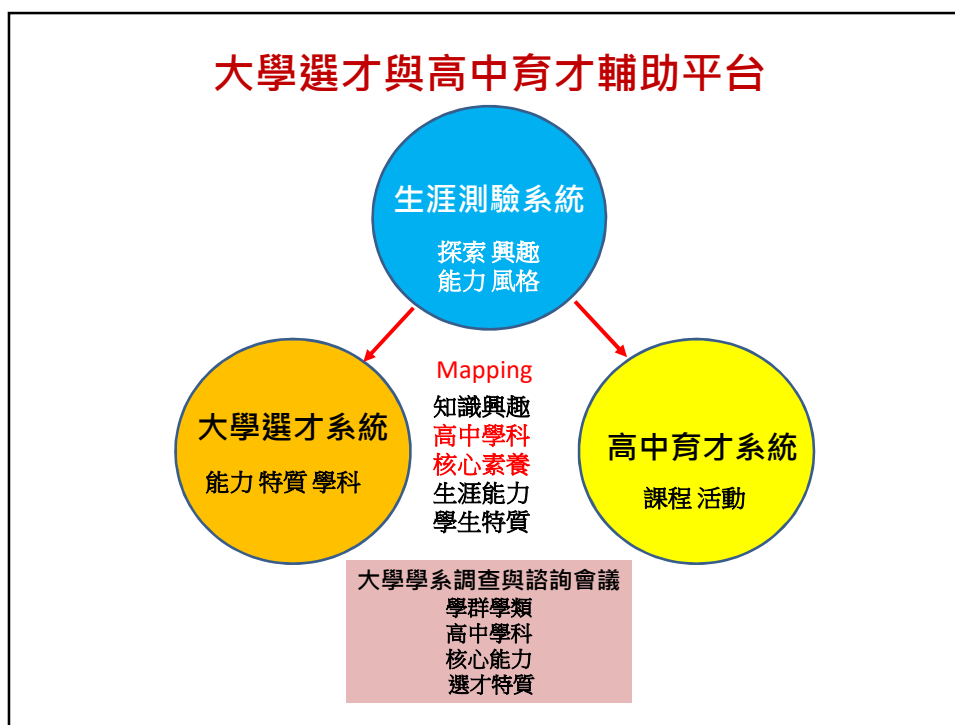 大學選才與高中育才輔助平台
生涯測驗系統
探索 興趣
能力 風格
大學選才系統
能力 特質 學科
Mapping
知識興趣
高中學科
核心素養
生涯能力
學生特質
高中育才系統
課程 活動
大學學系調查與諮詢會議
學群學類
高中學科
核心能力
選才特質